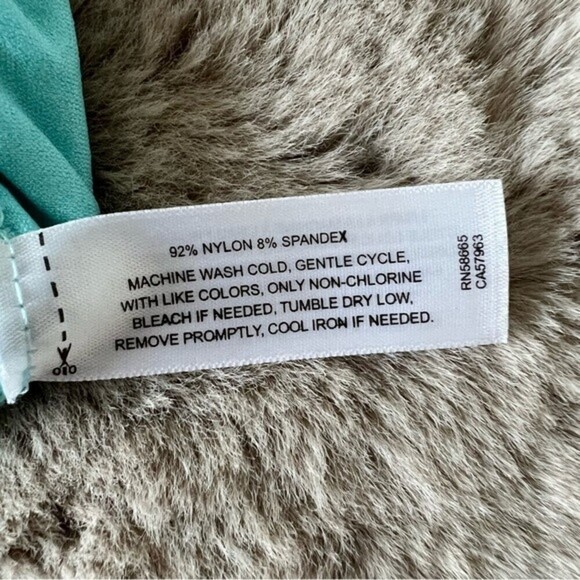 92% NYLON 8% SPANDEX
MACHINE WASH COLD, GENTLE CYCLE,
WITH LIKE COLORS, ONLY NON-CHLORINE
BLEACH IF NEEDED, TUMBLE DRY LOW,
REMOVE PROMPTLY, COOL IRON IF NEEDED.
RN58665
CA57963